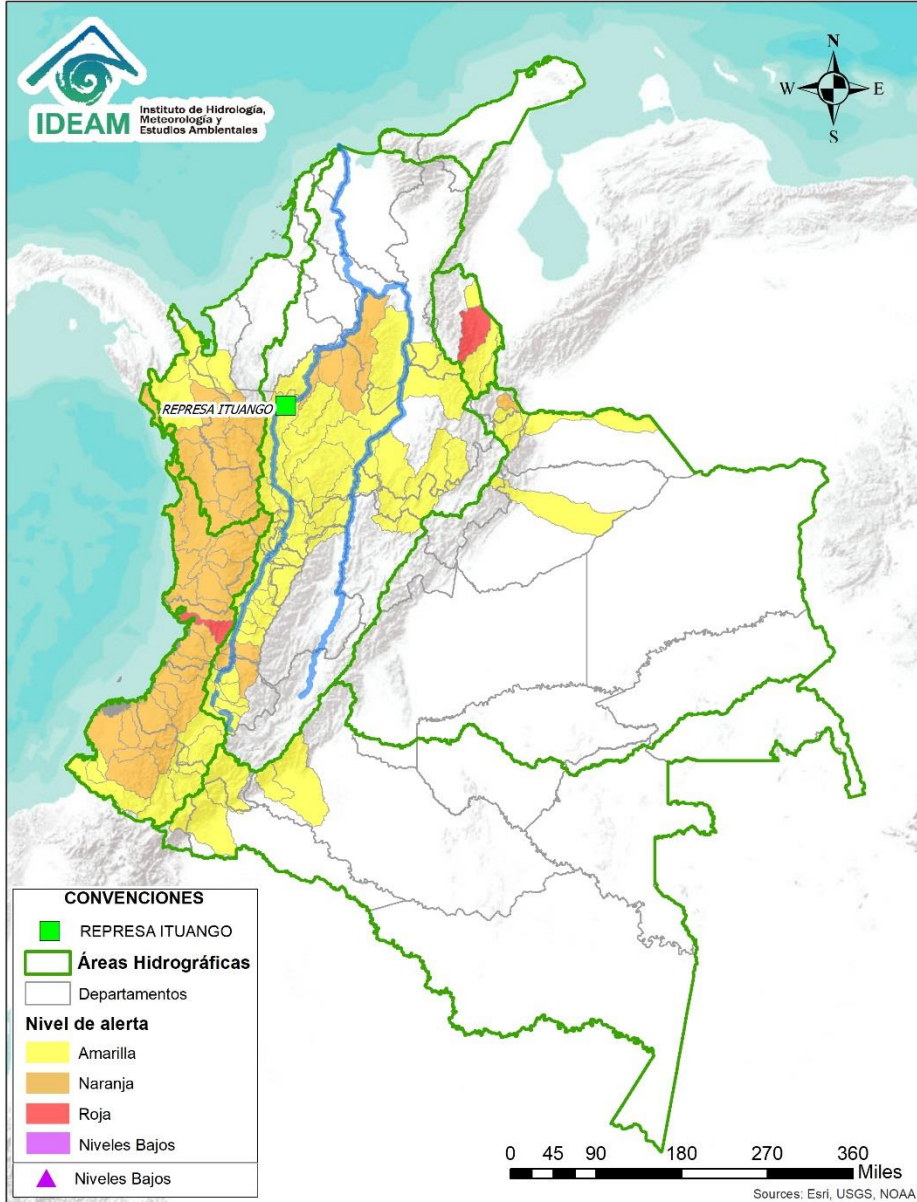 IDEAM
Instituto de Hidrología,
Meteorología y
Estudios Ambientales
N
W E
S
REPRESA ITUANGO
CONVENCIONES
REPRESA ITUANGO
Áreas Hidrográficas
Departamentos
Nivel de alerta
Amarilla
Naranja
Roja
Niveles Bajos
Niveles Bajos
0 45 90 180 270 360
Miles
Sources: Esri, USGS, NOAA